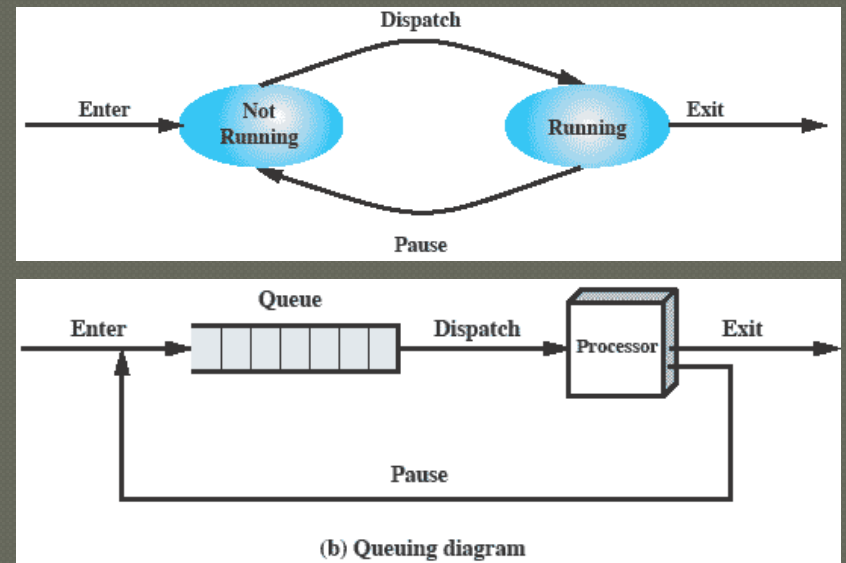 Dispatch
Enter
Not
Running
Running
Exit
Pause
Queue
Enter
Dispatch
Processor
Exit
Pause
(b) Queuing diagram